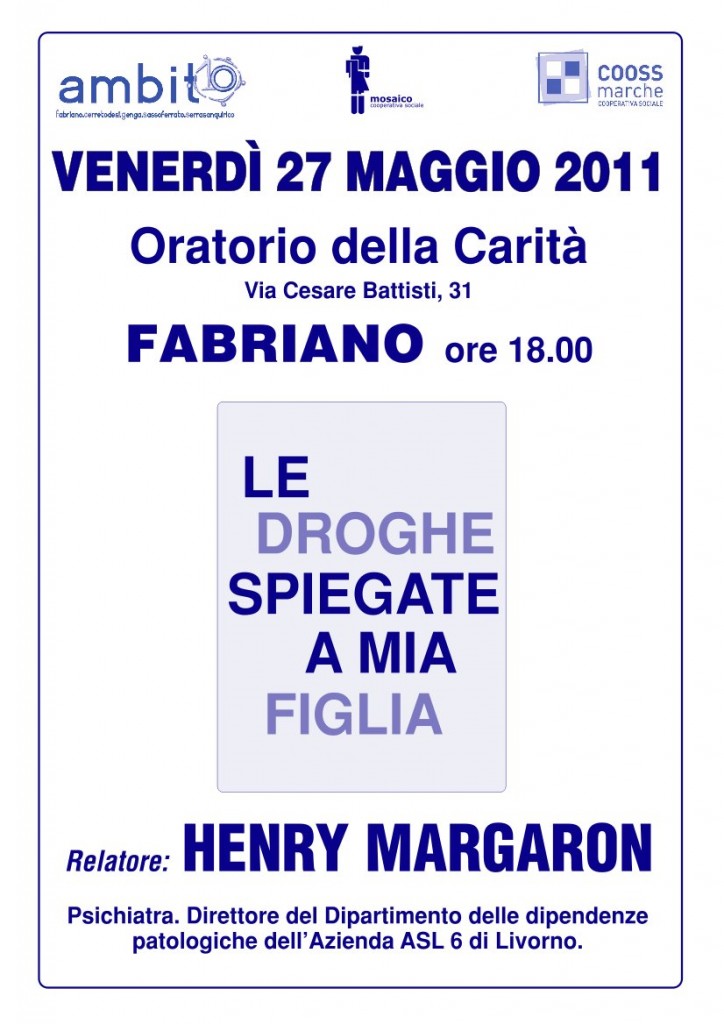 ambit10
fabriano.cerretodesi.genga.sassoferrato.serrasanquirico
mosaico
cooperativa sociale
COOSS
marche
COOPERATIVA SOCIALE
VENERDÌ 27 MAGGIO 2011
Oratorio della Carità
Via Cesare Battisti, 31
FABRIANO ore 18.00
LE
DROGHE
SPIEGATE
A MIA
FIGLIA
Relatore: HENRY MARGARON
Psichiatra. Direttore del Dipartimento delle dipendenze
patologiche dell'Azienda ASL 6 di Livorno.